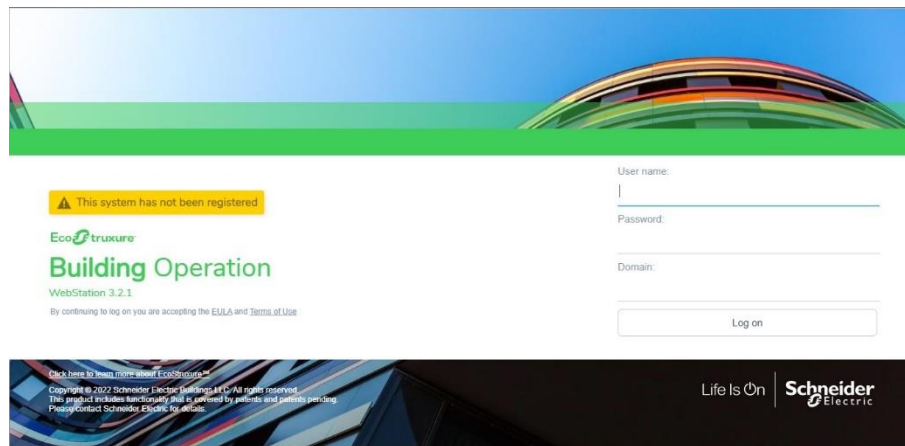 This system has not been registered
EcoStruxure™
Building Operation
WebStation 3.2.1
By continuing to log on you are accepting the EULA and Terms of Use
User name:
Password:
Domain:
Log on
Click here to learn more about EcoStruxure™
Copyright © 2022 Schneider Electric Buildings LLC. All rights reserved.
This product includes functionality that is covered by patents and patents pending.
Please contact Schneider Electric for details.
Life Is On
Schneider
Electric